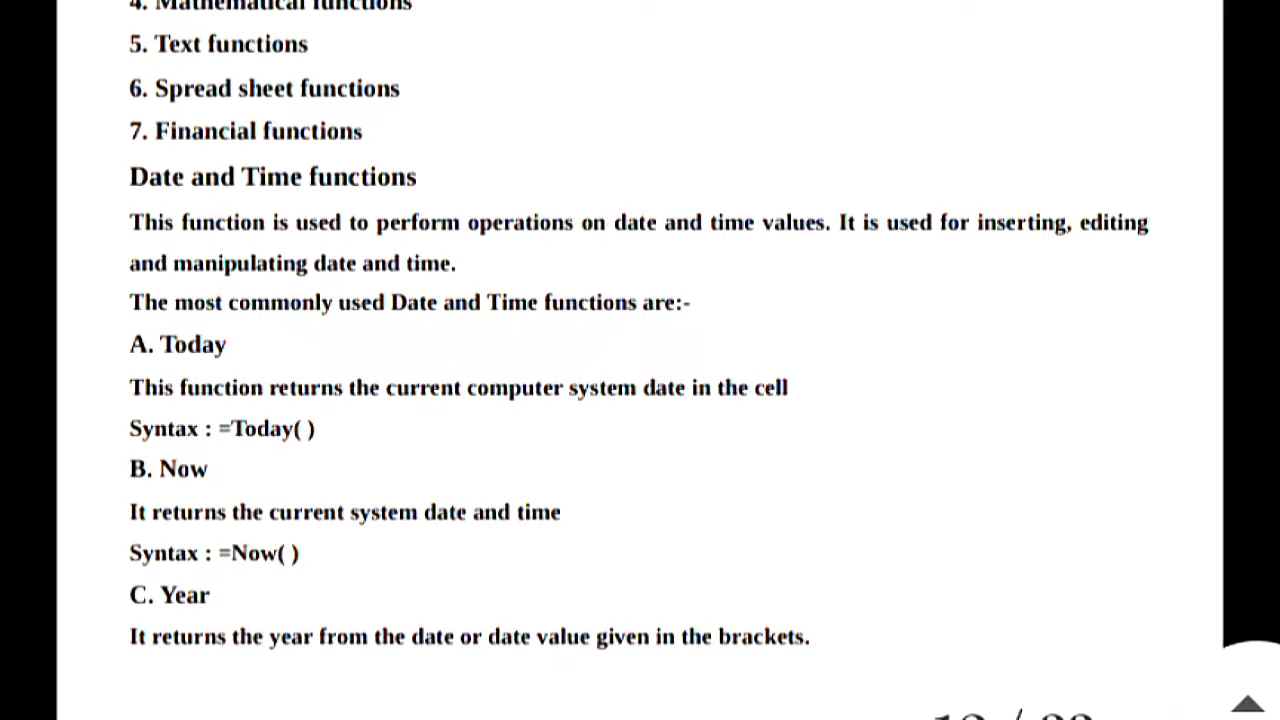 4. Mathematical functions
5. Text functions
6. Spread sheet functions
7. Financial functions
Date and Time functions
This function is used to perform operations on date and time values. It is used for inserting, editing
and manipulating date and time.
The most commonly used Date and Time functions are:-
A. Today
This function returns the current computer system date in the cell
Syntax : =Today( )
B. Now
It returns the current system date and time
Syntax : =Now( )
C. Year
It returns the year from the date or date value given in the brackets.